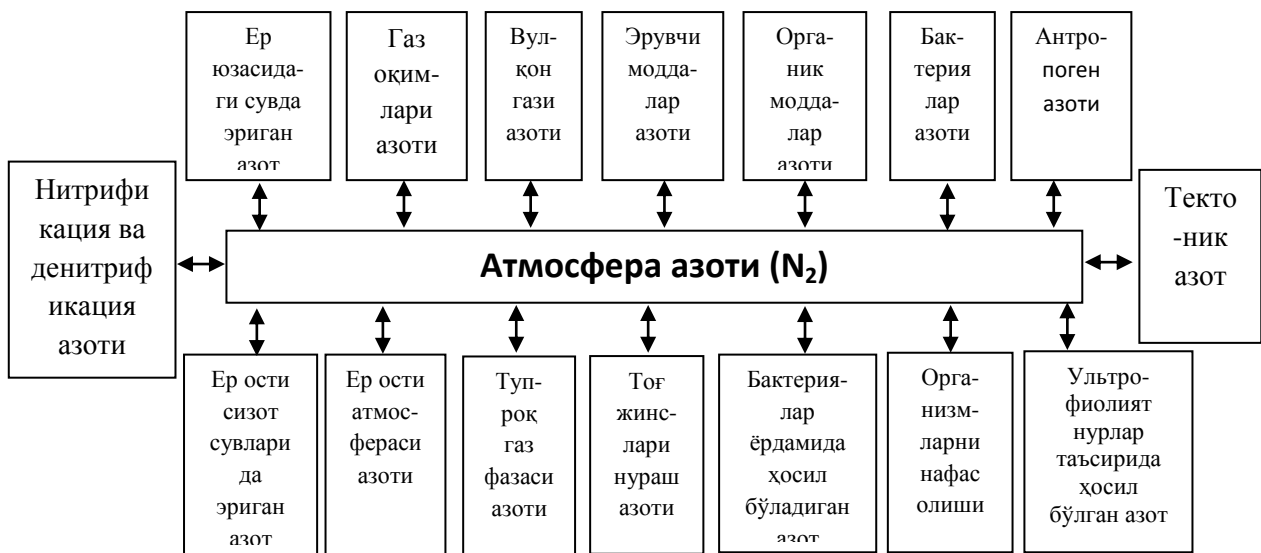 Ер
юзасида-
ги сувда
эриган
азот
Газ
оқим-
лари
азоти
Вул-
қон
гази
азоти
Эрувчи
модда-
лар
азоти
Орга-
ник
модда-
лар
азоти
Бак-
терия
лар
азоти
Антро-
поген
азоти
Нитрифи
кация ва
денитриф
икация
азоти
Атмосфера азоти (N₂)
Текто
-ник
азот
Ер ости
сизот
сувлари
да
эриган
азот
Ер ости
атмос-
фераси
азоти
Туп-
роқ
газ
фазаси
азоти
Тоғ
жинс-
лари
нураш
азоти
Бактерия-
лар
ёрдамида
ҳосил
бўладиган
азот
Орга-
низм-
ларни
нафас
олиши
Ультро-
фиолият
нурлар
таъсирида
ҳосил
бўлган азот